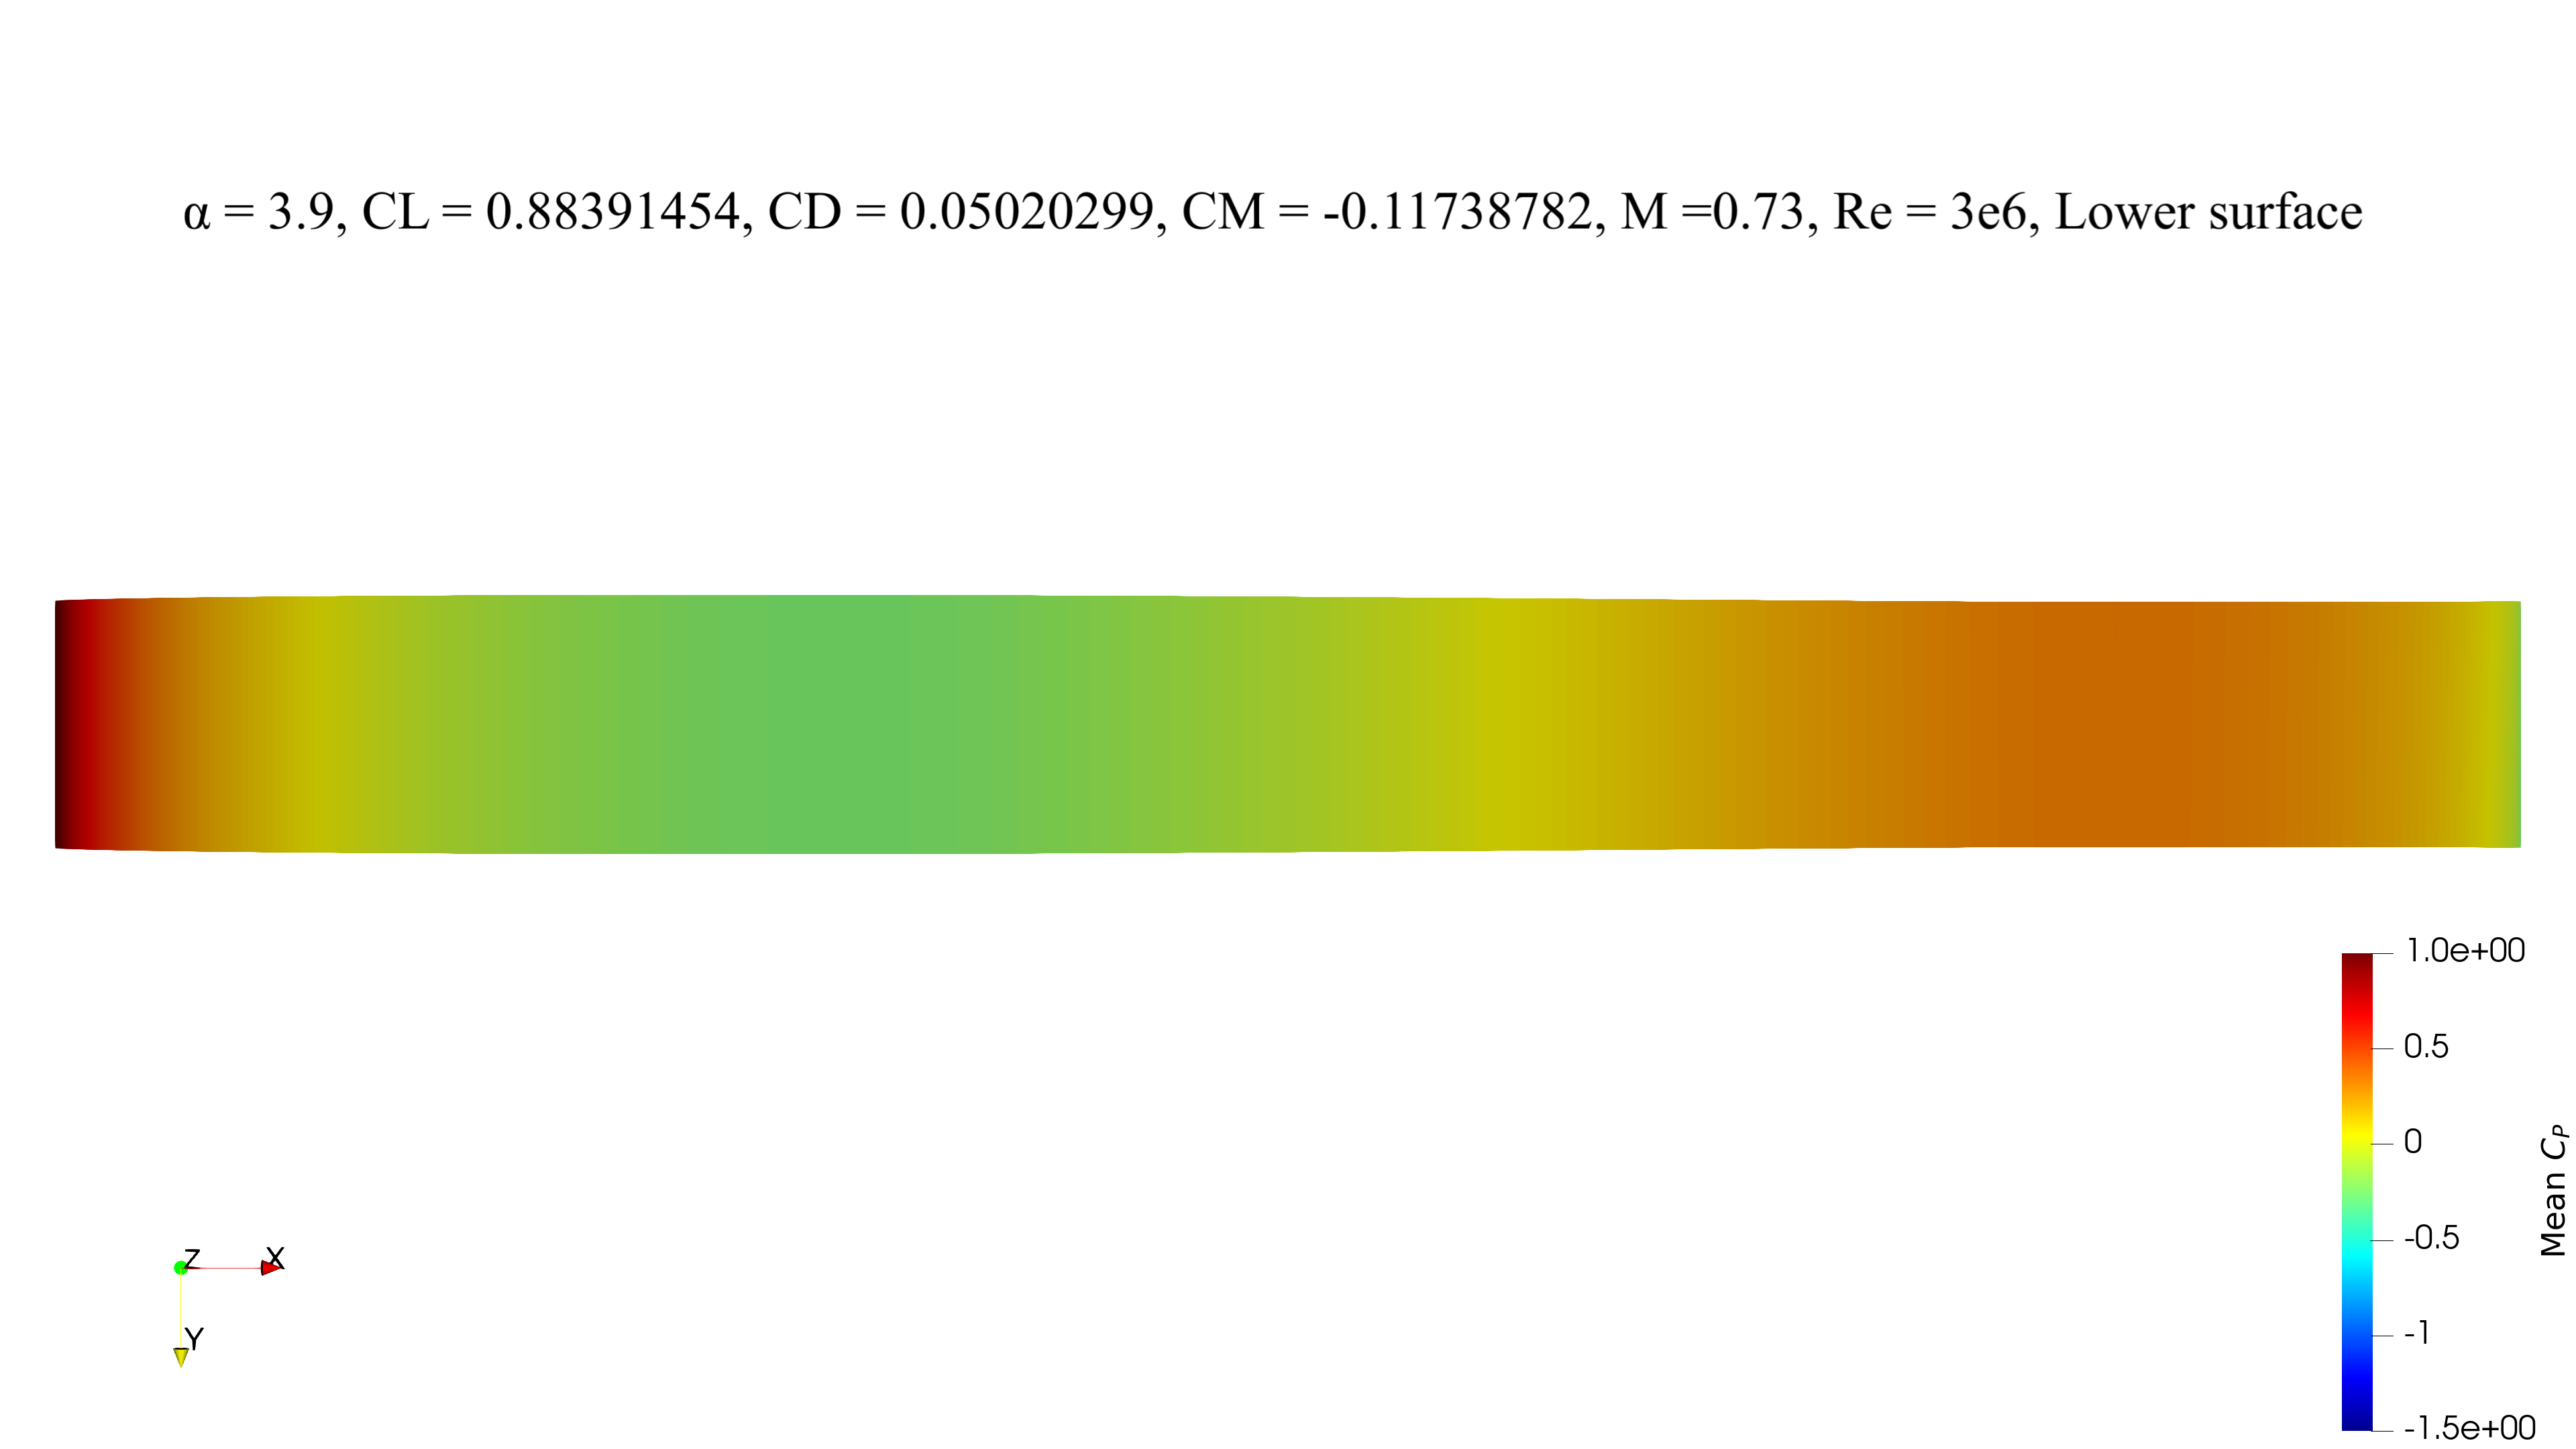 α = 3.9, CL = 0.88391454, CD = 0.05020299, CM = -0.11738782, M =0.73, Re = 3e6, Lower surface
1.0e+00
0.5
0
-0.5
-1
-1.5e+00
Mean C_P
Z X
Y